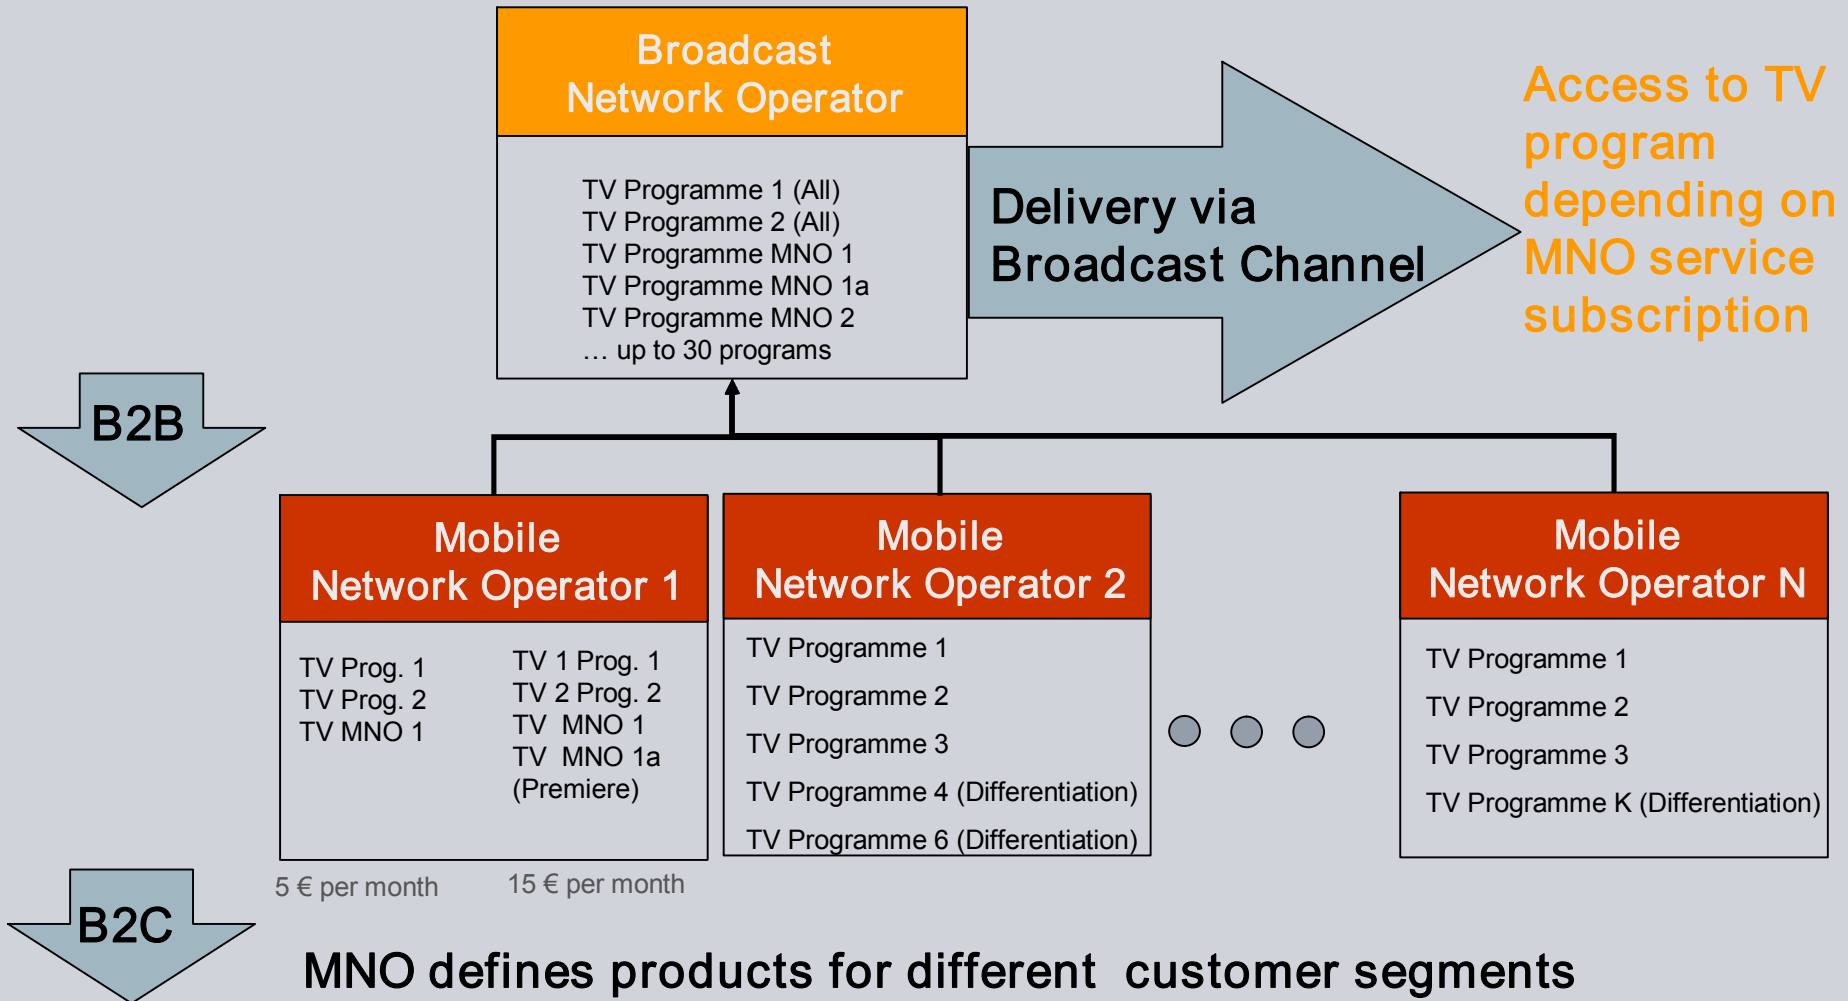 Broadcast
Network Operator
TV Programme 1 (All)
TV Programme 2 (All)
TV Programme MNO 1
TV Programme MNO 1a
TV Programme MNO 2
… up to 30 programs
Delivery via
Broadcast Channel
Access to TV
program
depending on
MNO service
subscription
B2B
Mobile
Network Operator 1
TV Prog. 1
TV Prog. 2
TV MNO 1
TV 1 Prog. 1
TV 2 Prog. 2
TV  MNO 1
TV  MNO 1a
(Premiere)
5 € per month
15 € per month
Mobile
Network Operator 2
TV Programme 1
TV Programme 2
TV Programme 3
TV Programme 4 (Differentiation)
TV Programme 6 (Differentiation)
Mobile
Network Operator N
TV Programme 1
TV Programme 2
TV Programme 3
TV Programme K (Differentiation)
B2C
MNO defines products for different  customer segments